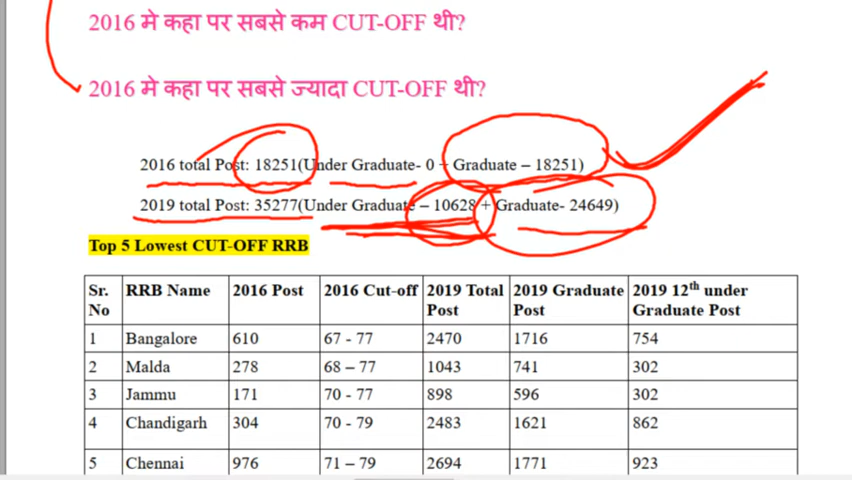 2016 मे कहा पर सबसे कम CUT-OFF थी?
2016 मे कहा पर सबसे ज्यादा CUT-OFF थी?
2016 total Post: 18251(Under Graduate- 0 + Graduate – 18251)
2019 total Post: 35277(Under Graduate – 10628 + Graduate- 24649)
Top 5 Lowest CUT-OFF RRB
Sr. No RRB Name 2016 Post 2016 Cut-off 2019 Total Post 2019 Graduate Post 2019 12th under Graduate Post
1 Bangalore 610 67 - 77 2470 1716 754
2 Malda 278 68 – 77 1043 741 302
3 Jammu 171 70 - 77 898 596 302
4 Chandigarh 304 70 - 79 2483 1621 862
5 Chennai 976 71 – 79 2694 1771 923